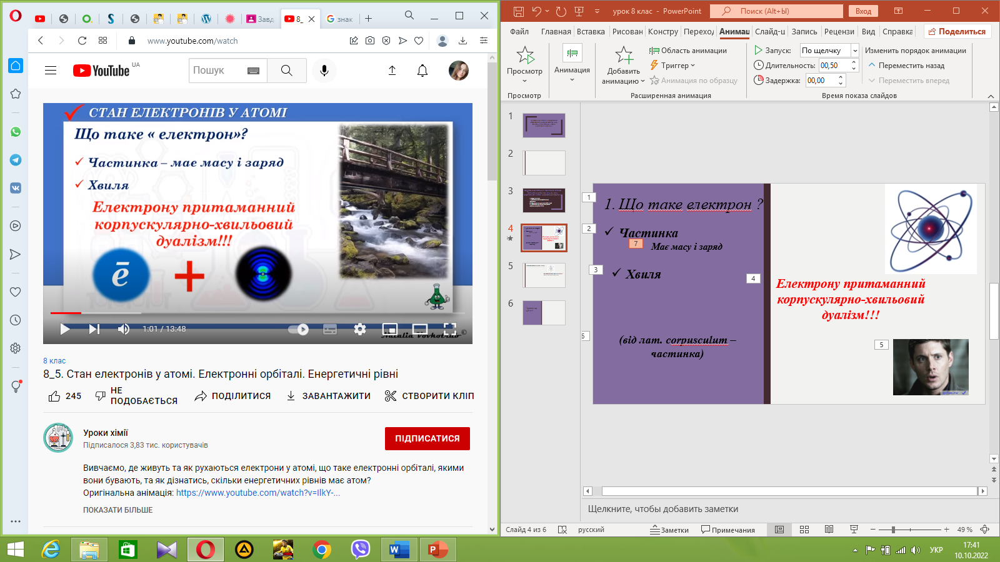 Завд
8_
знак
www.youtube.com/watch
YouTube
UA
Пошук
СТАН ЕЛЕКТРОНІВ У АТОМІ
Що таке « електрон»?
Частинка – має масу і заряд
Хвиля
Електрону притаманний
корпускулярно-хвильовий
дуалізм!!!
ē
1:01 / 13:48
Natalia Vovkotrub ©
8 клас
8_5. Стан електронів у атомі. Електронні орбіталі. Енергетичні рівні
245
НЕ ПОДОБАЄТЬСЯ
ПОДІЛИТИСЯ
ЗАВАНТАЖИТИ
СТВОРИТИ КЛІП
Уроки хімії
Підписалося 3,83 тис. користувачів
ПІДПИСАТИСЯ
Вивчаємо, де живуть та як рухаються електрони у атомі, що таке електронні орбіталі, якими
вони бувають, та як дізнатись, скільки енергетичних рівнів має атом?
Оригінальна анімація: https://www.youtube.com/watch?v=IlkY-...
ПОКАЗАТИ БІЛЬШЕ
урок 8 клас - PowerPoint
Поиск (Alt+Ы)
Вход
Файл Главная Вставка Рисован Констру Переход Анимац Слайд-ш Запись Рецензи Вид Справка Поделиться
Просмотр
Анимация
Добавить
анимацию
Область анимации
Триггер
Анимация по образцу
Запуск: По щелчку
Длительность: 00,50
Задержка: 00,00
Изменить порядок анимации
Переместить назад
Переместить вперед
Просмотр
Расширенная анимация
Время показа слайдов
1
2
3
4
5
6
1
1. Що таке електрон ?
2
Частинка
7
Має масу і заряд
3
Хвиля
4
Електрону притаманний
корпускулярно-хвильовий
дуалізм!!!
6
(від лат. corpusculum –
частинка)
5
Щелкните, чтобы добавить заметки
Слайд 4 из 6
русский
Заметки
Примечания
49 %
УКР
17:41
10.10.2022